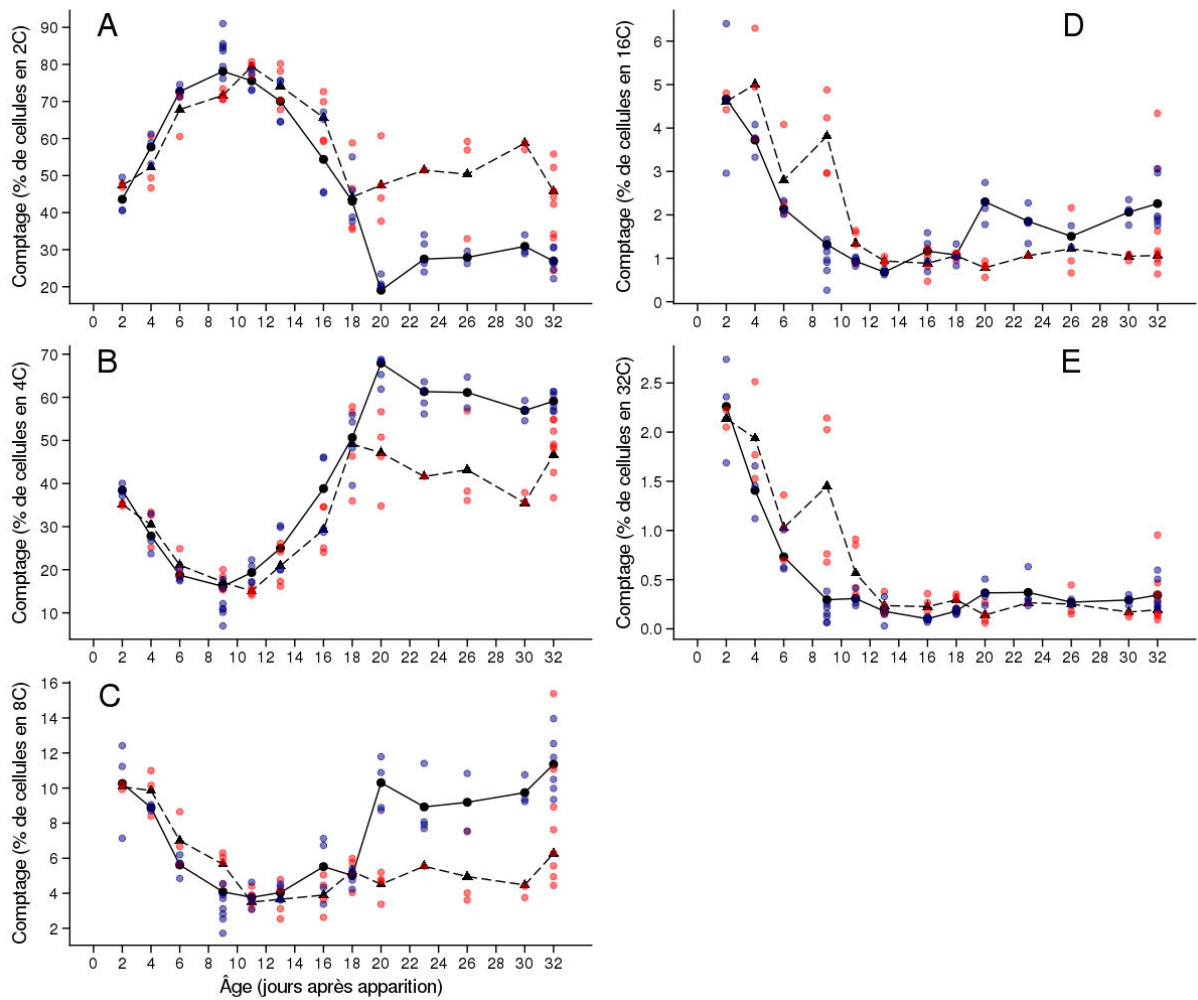 A
Comptage (% de cellules en 2C)
90
80
70
60
50
40
30
20
0 2 4 6 8 10 12 14 16 18 20 22 24 26 28 30 32
B
Comptage (% de cellules en 4C)
70
60
50
40
30
20
10
0 2 4 6 8 10 12 14 16 18 20 22 24 26 28 30 32
C
Comptage (% de cellules en 8C)
16
14
12
10
8
6
4
2
0 2 4 6 8 10 12 14 16 18 20 22 24 26 28 30 32
Âge (jours après apparition)
D
Comptage (% de cellules en 16C)
6
5
4
3
2
1
0
0 2 4 6 8 10 12 14 16 18 20 22 24 26 28 30 32
E
Comptage (% de cellules en 32C)
2.5
2.0
1.5
1.0
0.5
0.0
0 2 4 6 8 10 12 14 16 18 20 22 24 26 28 30 32